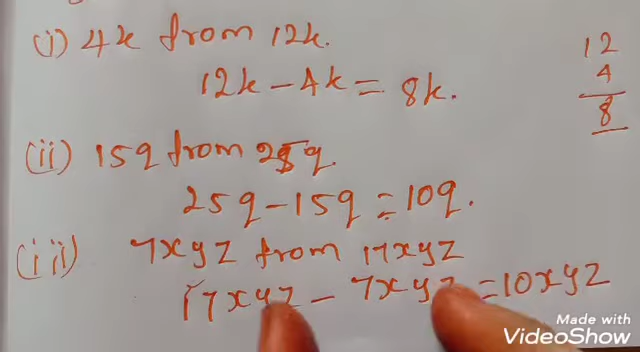 (i) 4k from 12k.
12k - 4k = 8k.
12
4
8
(ii) 15q from 25q.
25q - 15q = 10q.
(iii) 7xyz from 17xyz
17xyz - 7xyz = 10xyz
Made with
VideoShow